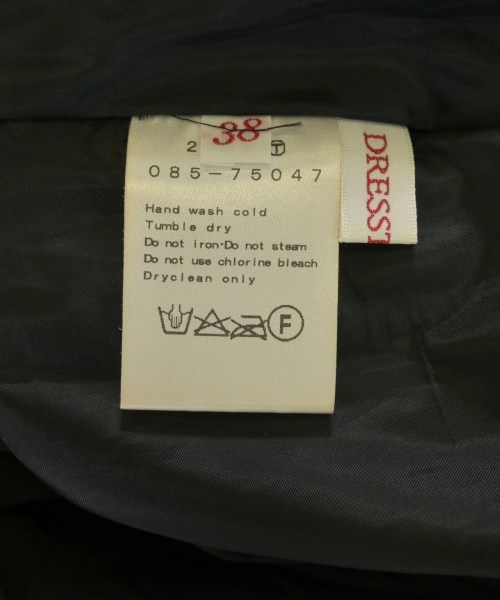 38
2 T
085-75047
Hand wash cold
Tumble dry
Do not iron·Do not steam
Do not use chlorine bleach
Dryclean only
F